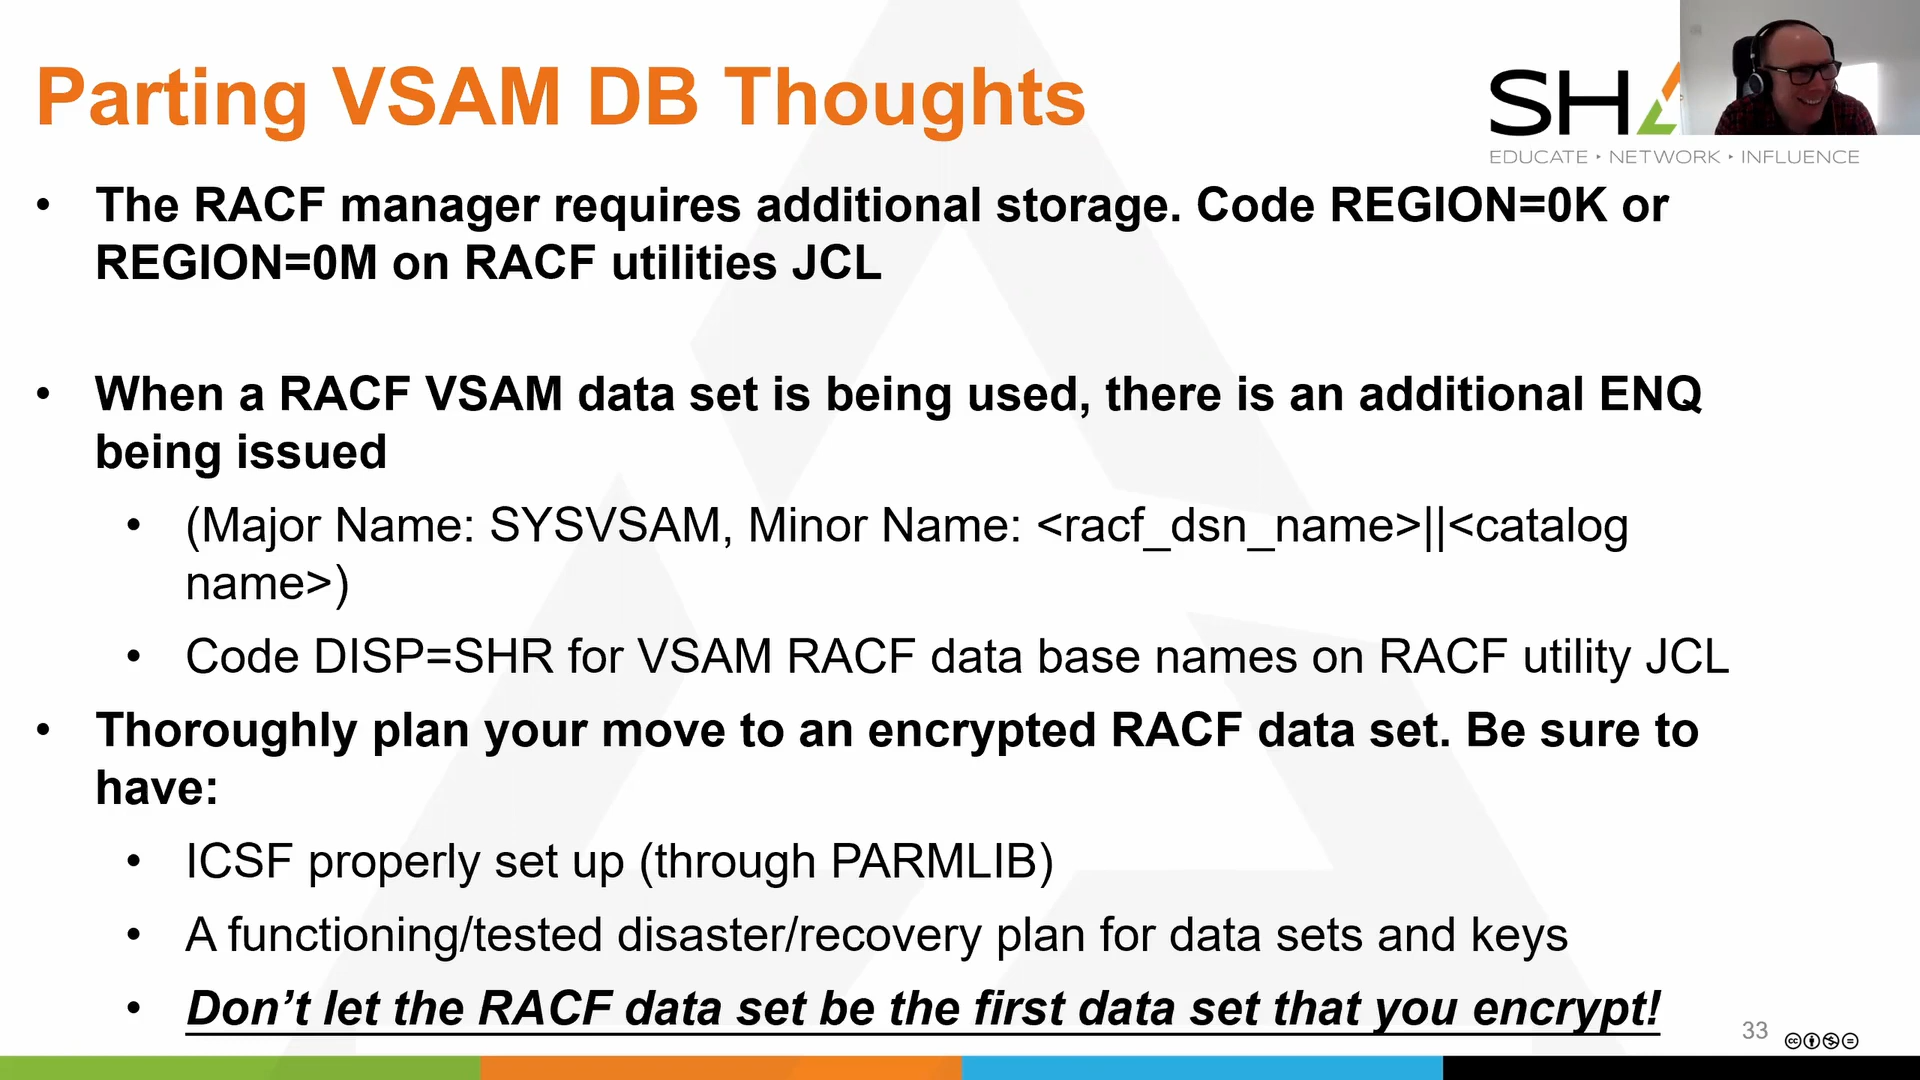 Parting VSAM DB Thoughts
SH
EDUCATE • NETWORK • INFLUENCE
• The RACF manager requires additional storage. Code REGION=0K or
REGION=0M on RACF utilities JCL
• When a RACF VSAM data set is being used, there is an additional ENQ
being issued
• (Major Name: SYSVSAM, Minor Name: <racf_dsn_name>||<catalog
name>)
• Code DISP=SHR for VSAM RACF data base names on RACF utility JCL
• Thoroughly plan your move to an encrypted RACF data set. Be sure to
have:
• ICSF properly set up (through PARMLIB)
• A functioning/tested disaster/recovery plan for data sets and keys
• Don’t let the RACF data set be the first data set that you encrypt!
33